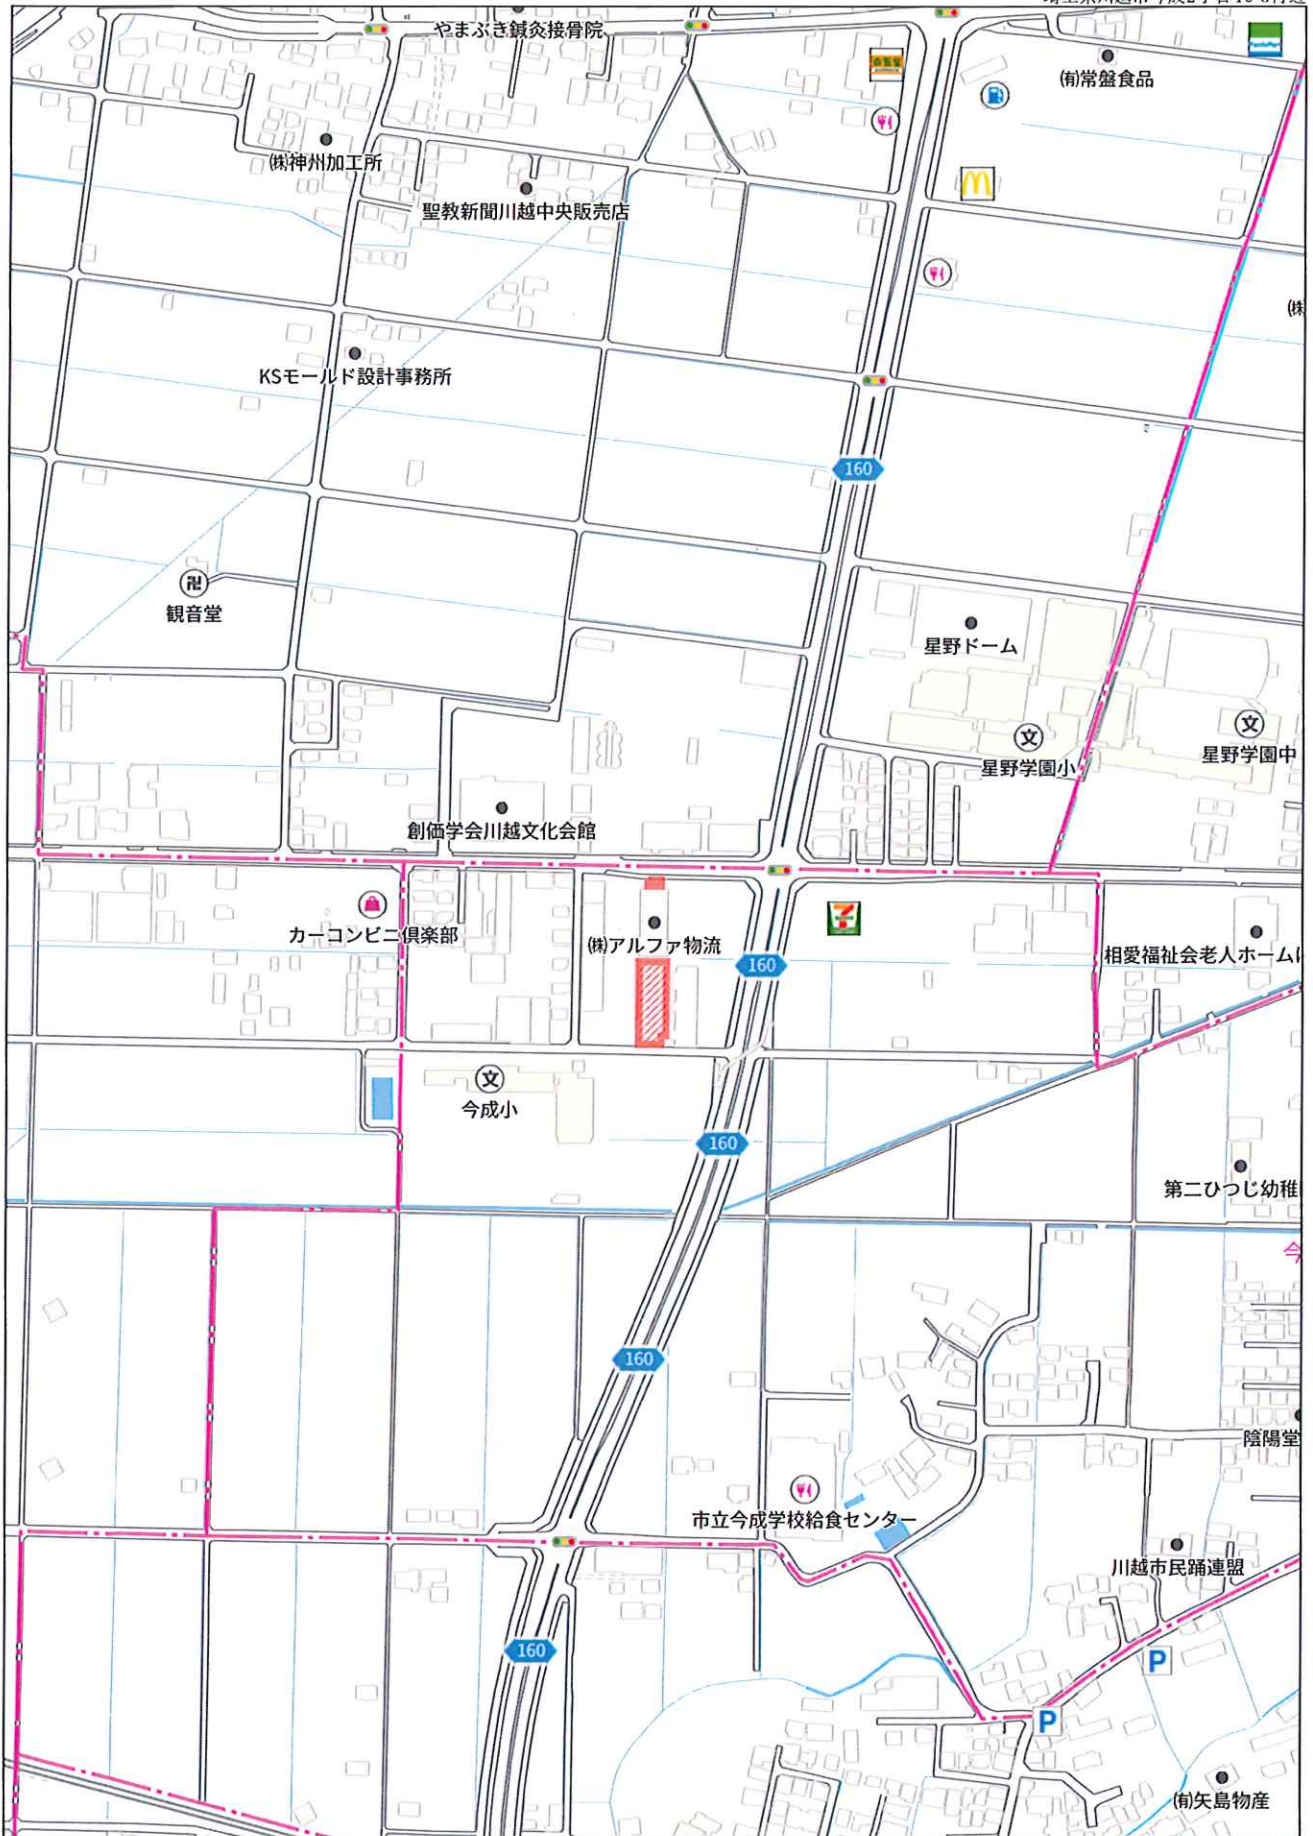 やまぶき鍼灸接骨院
FamilyMart
㈲常盤食品
㈱神州加工所
聖教新聞川越中央販売店
㈱
KSモールド設計事務所
160
観音堂
星野ドーム
文
文
星野学園小
星野学園中
創価学会川越文化会館
7
カーコンビニ倶楽部
㈱アルファ物流
160
相愛福祉会老人ホーム
文
今成小
160
第二ひつじ幼稚
今
160
陰陽堂
市立今成学校給食センター
川越市民踊連盟
160
P
P
㈲矢島物産